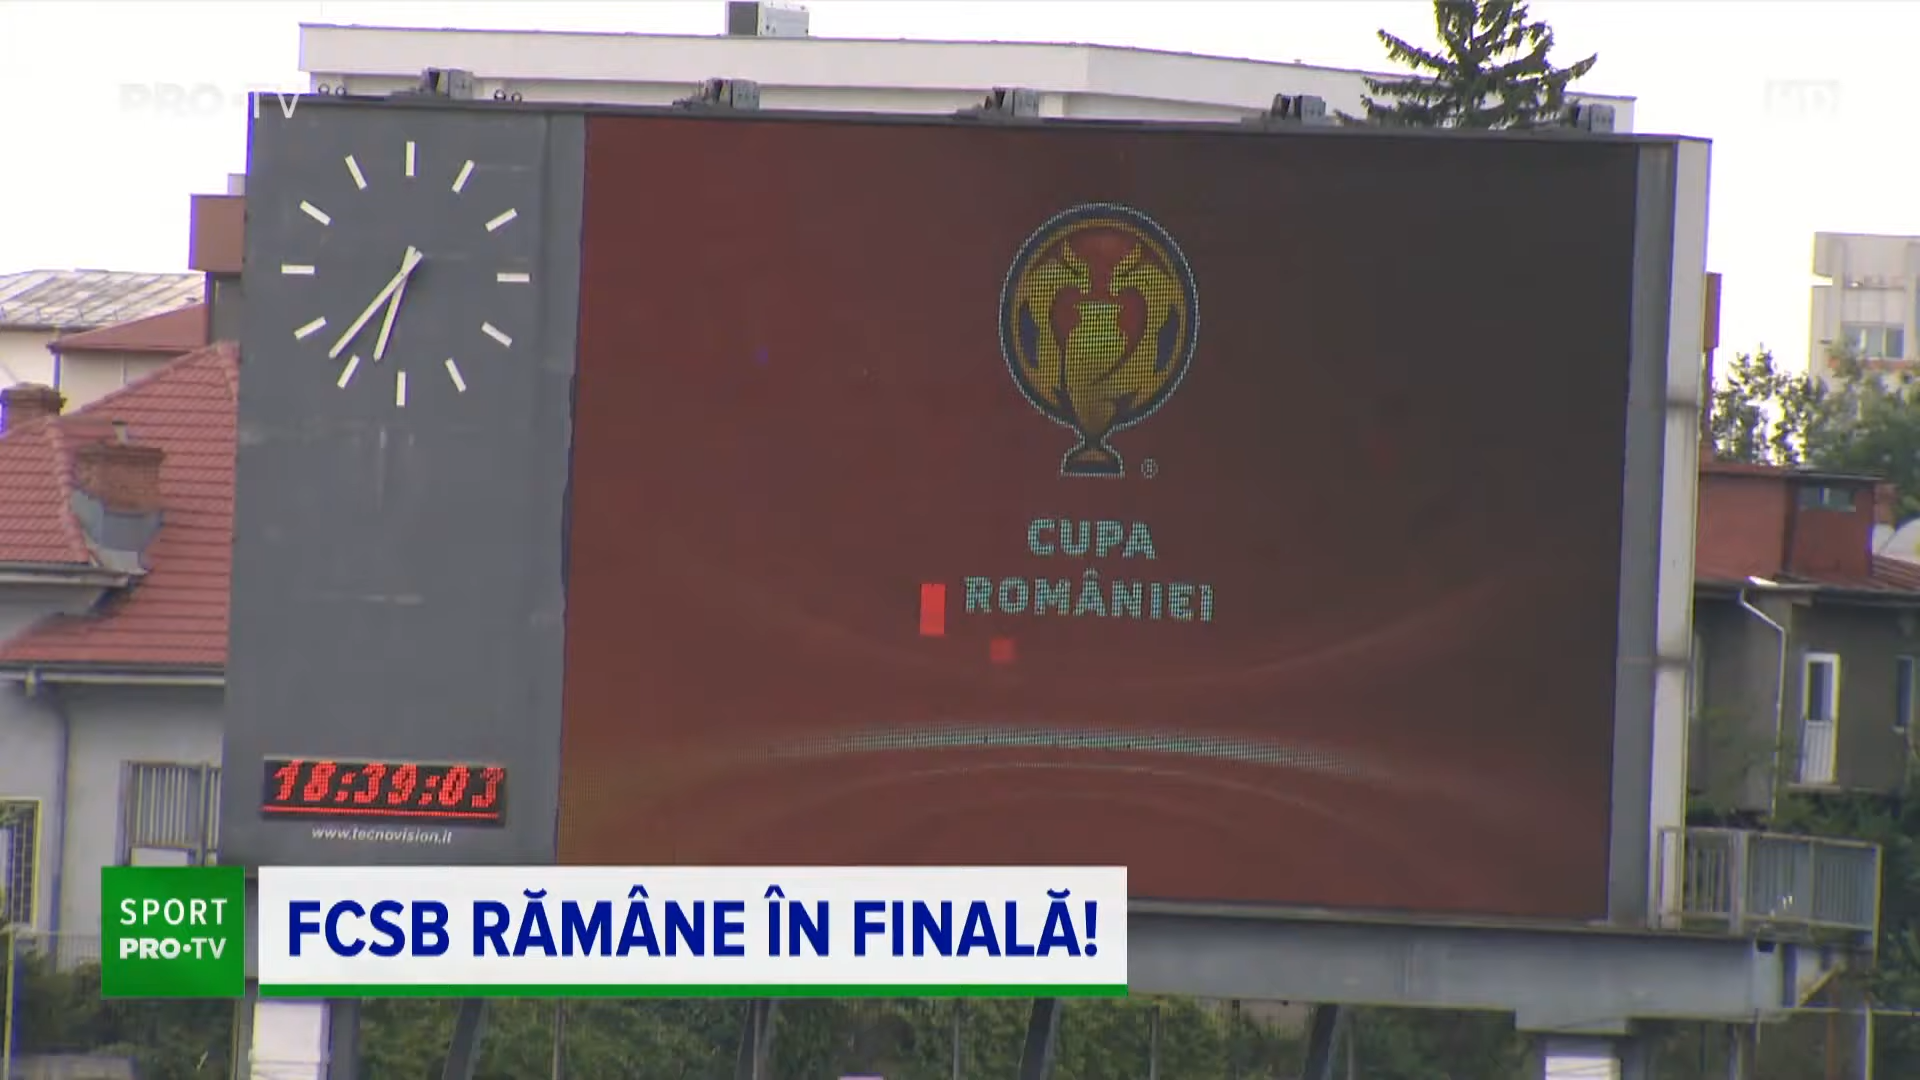 PRO•TV
HD
®
CUPA
ROMÂNIEI
18:39:03
www.tecnovision.it
SPORT
PRO•TV
FCSB RĂMÂNE ÎN FINALĂ!